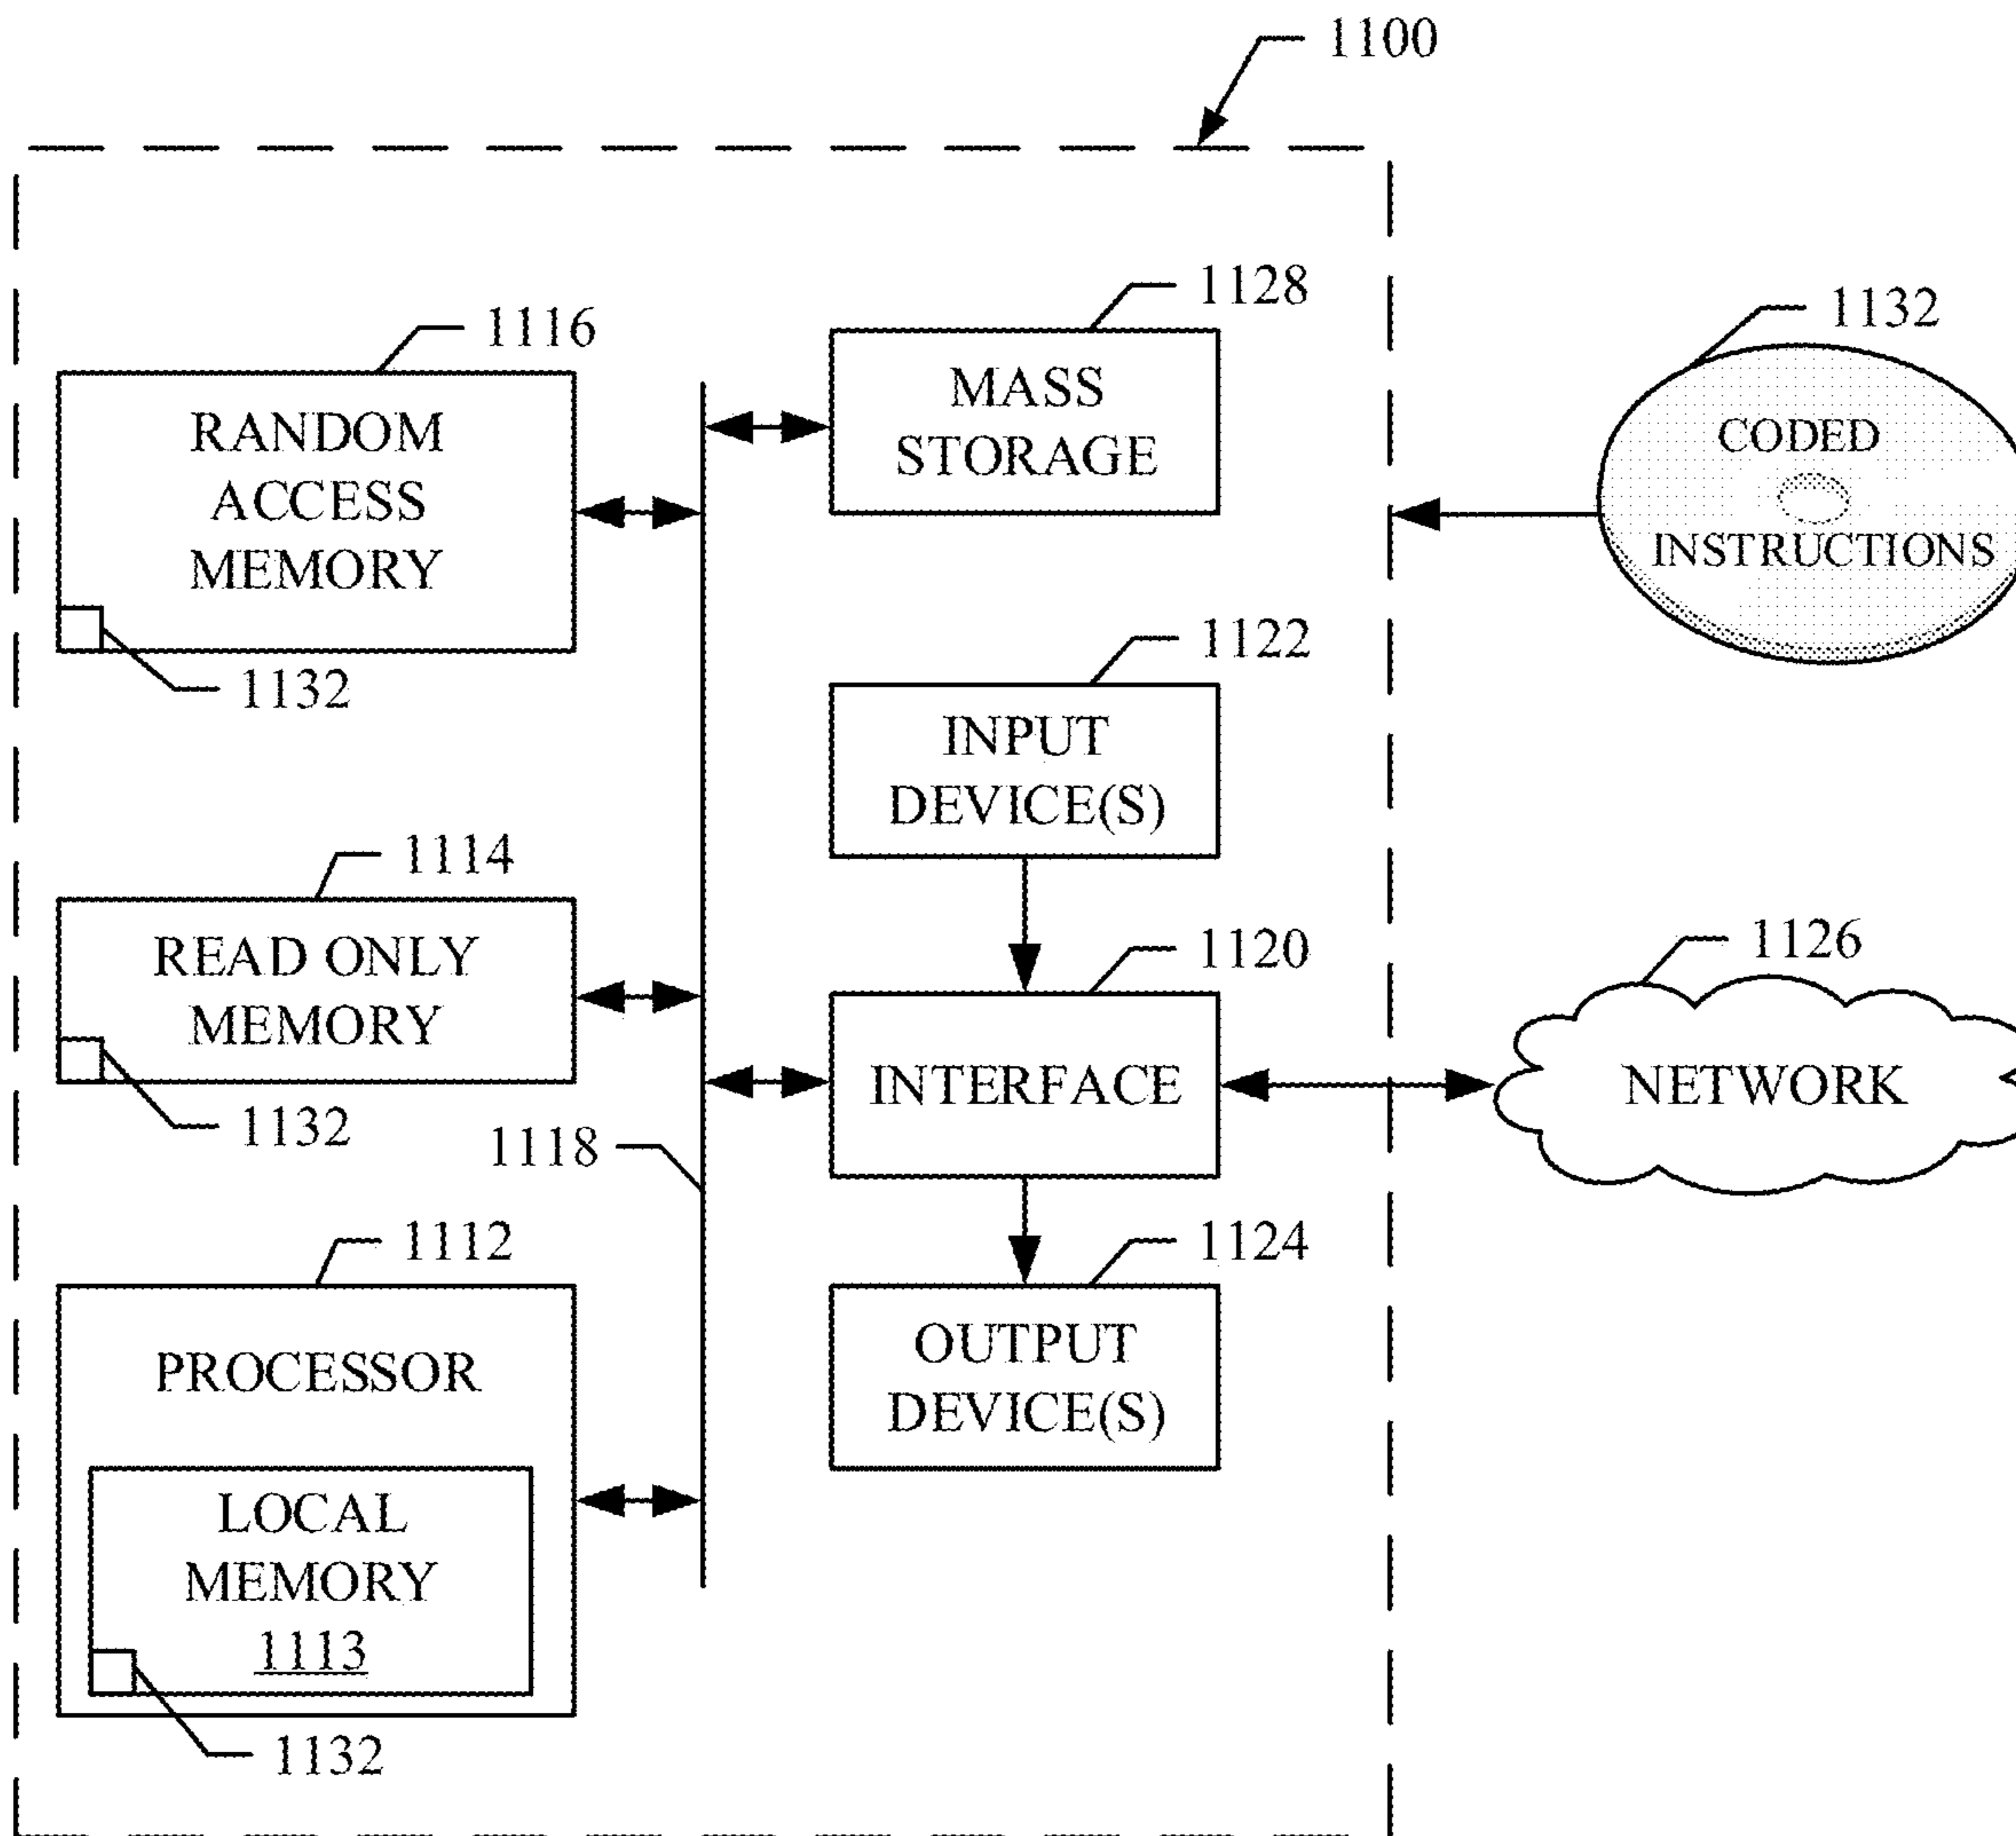 1100
1116
RANDOM
ACCESS
MEMORY
1132
1128
MASS
STORAGE
1132
CODED
INSTRUCTIONS
1122
INPUT
DEVICE(S)
1114
READ ONLY
MEMORY
1132
1118
1120
INTERFACE
1126
NETWORK
1112
PROCESSOR
LOCAL
MEMORY
1113
1132
1124
OUTPUT
DEVICE(S)